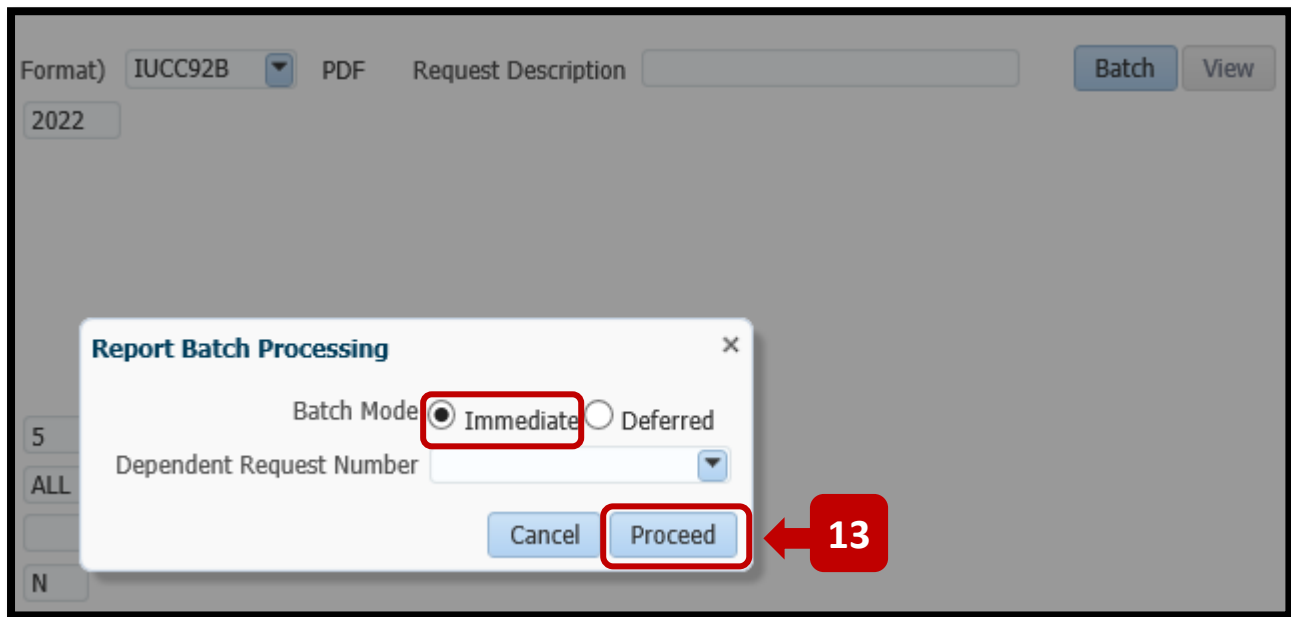 Format) IUCC92B PDF Request Description Batch View
2022
Report Batch Processing ×
Batch Mode Immediate Deferred
5
Dependent Request Number
ALL
Cancel Proceed 13
N